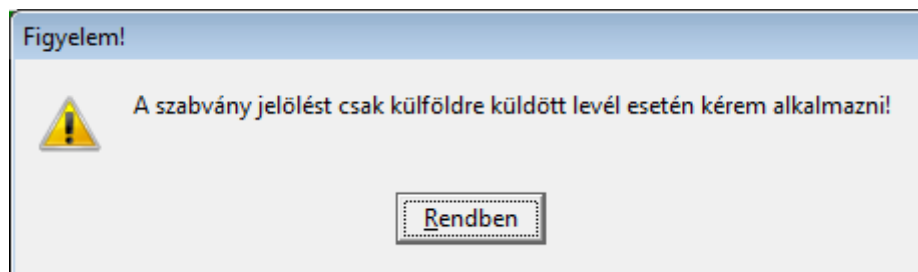 Figyelem!
A szabvány jelölést csak külföldre küldött levél esetén kérem alkalmazni!
Rendben